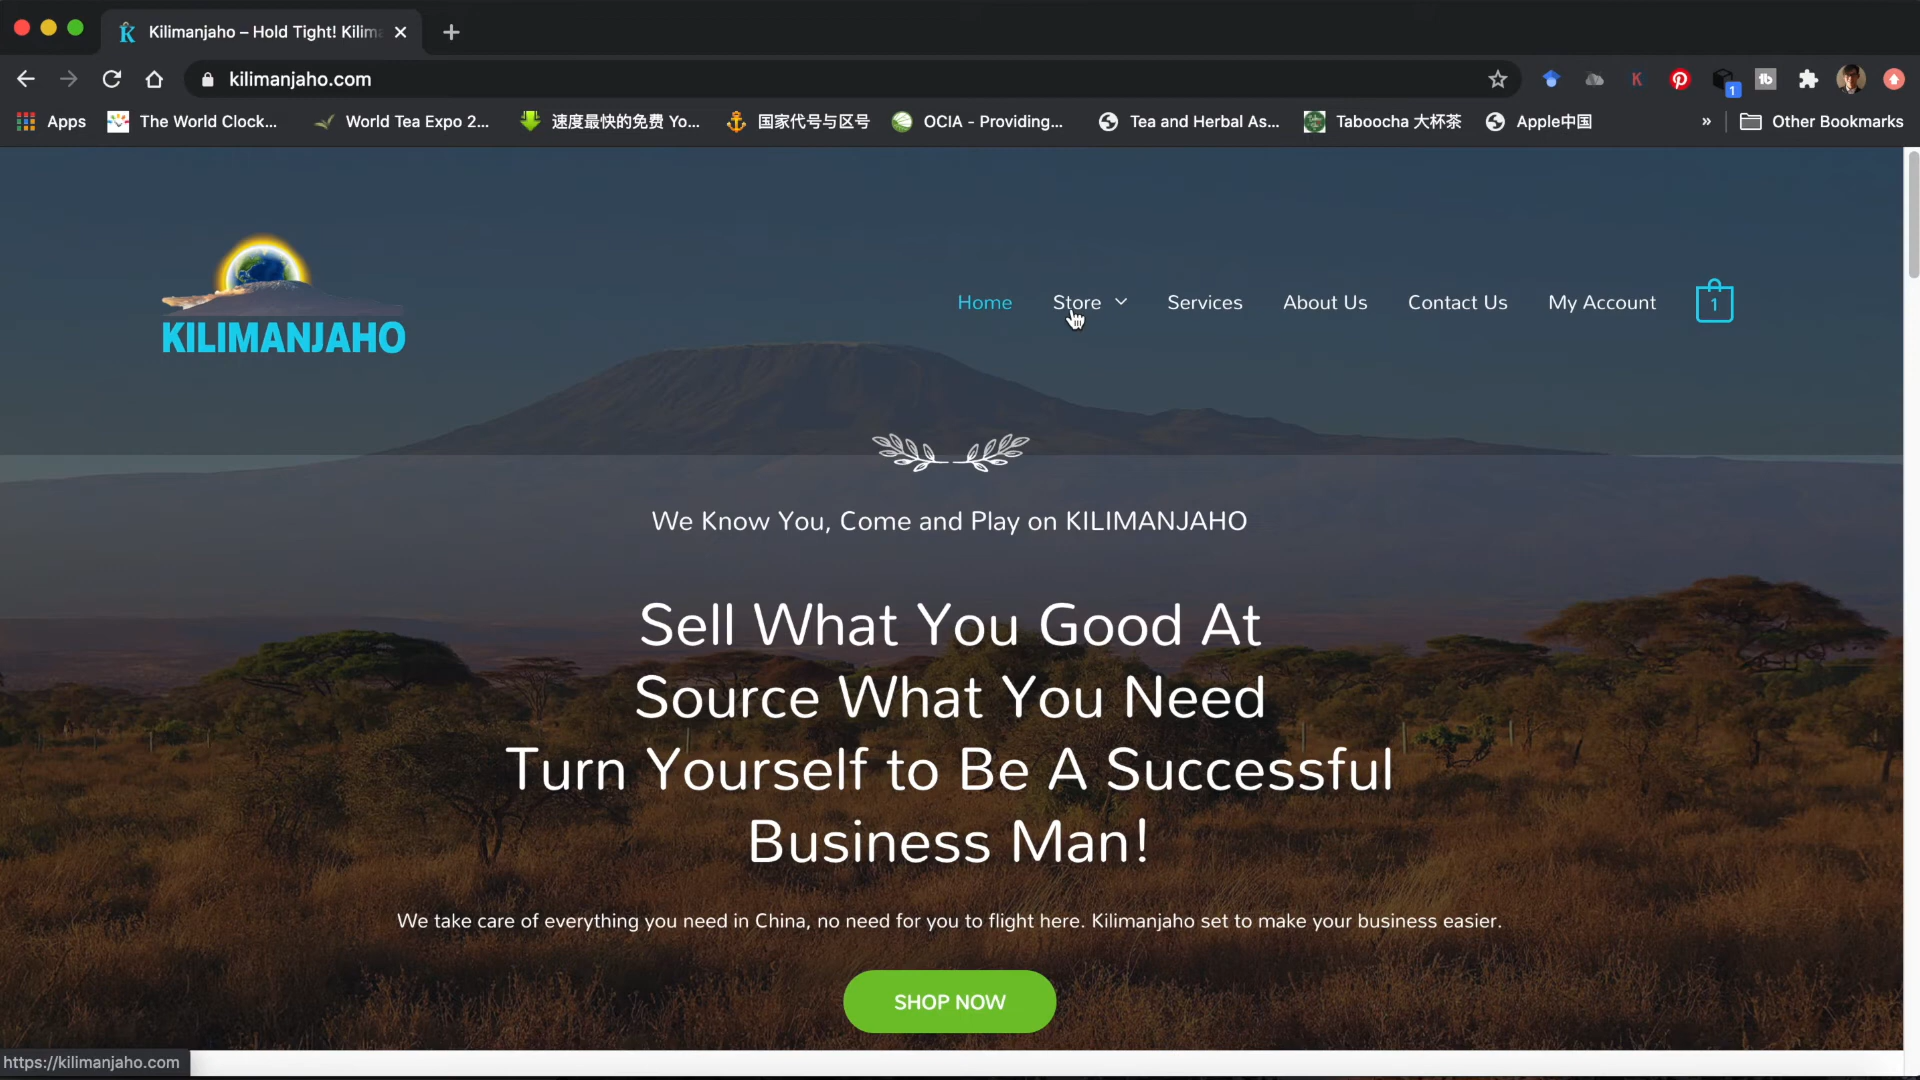 Kilimanjaho – Hold Tight! Kilim
kilimanjaho.com
1
Apps
The World Clock...
World Tea Expo 2...
速度最快的免费 Yo...
国家代号与区号
OCIA - Providing...
Tea and Herbal As...
Taboocha 大杯茶
Apple中国
»
Other Bookmarks
KILIMANJAHO
Home
Store
Services
About Us
Contact Us
My Account
1
We Know You, Come and Play on KILIMANJAHO
Sell What You Good At
Source What You Need
Turn Yourself to Be A Successful
Business Man!
We take care of everything you need in China, no need for you to flight here. Kilimanjaho set to make your business easier.
SHOP NOW
https://kilimanjaho.com